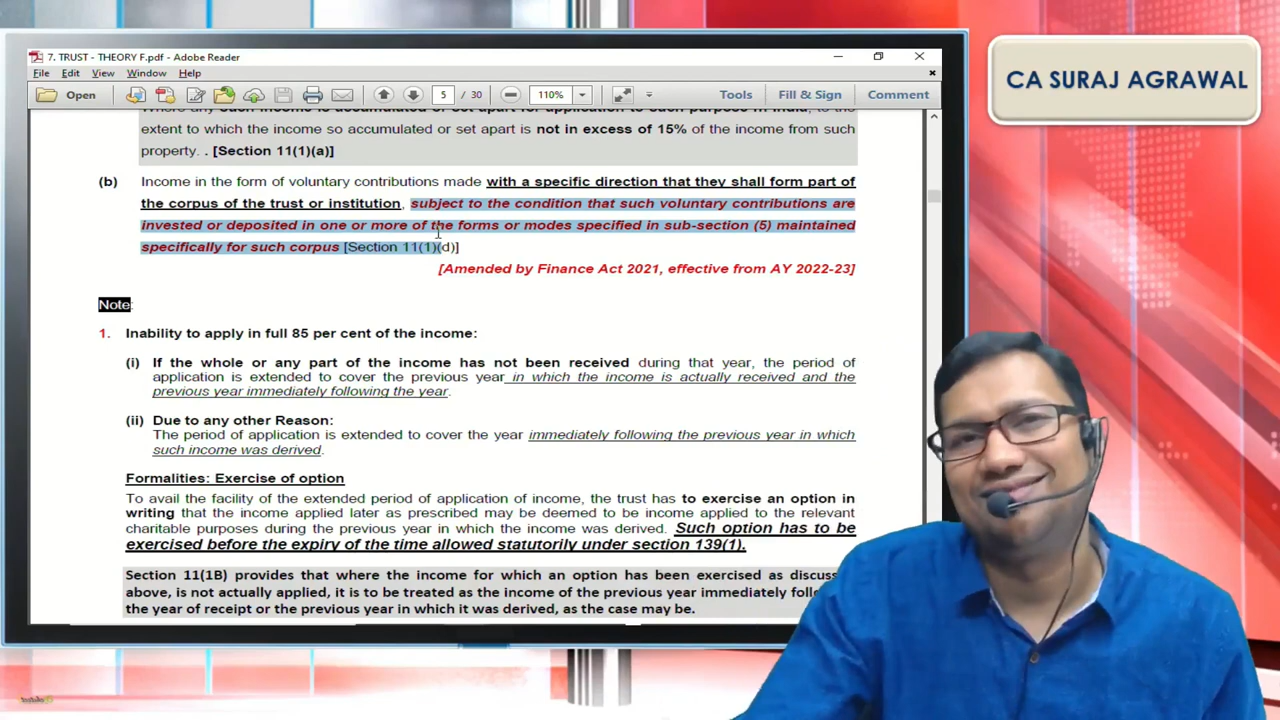 7. TRUST - THEORY F.pdf - Adobe Reader
File Edit View Window Help
Open 5 / 30 110% Tools Fill & Sign Comment
CA SURAJ AGRAWAL
extent to which the income so accumulated or set apart is not in excess of 15% of the income from such
property. . [Section 11(1)(a)]
(b) Income in the form of voluntary contributions made with a specific direction that they shall form part of
the corpus of the trust or institution, subject to the condition that such voluntary contributions are
invested or deposited in one or more of the forms or modes specified in sub-section (5) maintained
specifically for such corpus [Section 11(1)(d)]
[Amended by Finance Act 2021, effective from AY 2022-23]
Note:
1. Inability to apply in full 85 per cent of the income:
(i) If the whole or any part of the income has not been received during that year, the period of
application is extended to cover the previous year in which the income is actually received and the
previous year immediately following the year.
(ii) Due to any other Reason:
The period of application is extended to cover the year immediately following the previous year in which
such income was derived.
Formalities: Exercise of option
To avail the facility of the extended period of application of income, the trust has to exercise an option in
writing that the income applied later as prescribed may be deemed to be income applied to the relevant
charitable purposes during the previous year in which the income was derived. Such option has to be
exercised before the expiry of the time allowed statutorily under section 139(1).
Section 11(1B) provides that where the income for which an option has been exercised as
above, is not actually applied, it is to be treated as the income of the previous year immediately
the year of receipt or the previous year in which it was derived, as the case may be.